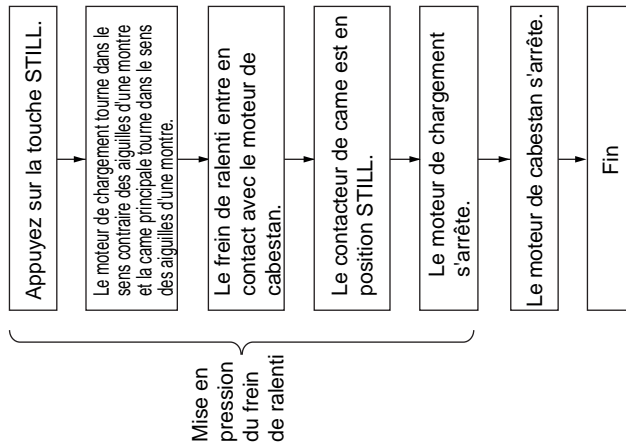 Appuyez sur la touche STILL.
Le moteur de chargement tourne dans le
sens contraire des aiguilles d'une montre
et la came principale tourne dans le sens
des aiguilles d'une montre.
Le frein de ralenti entre en
contact avec le moteur de
cabestan.
Le contacteur de came est en
position STILL.
Le moteur de chargement
s'arrête.
Le moteur de cabestan s'arrête.
Fin
Mise en
pression
du frein
de ralenti